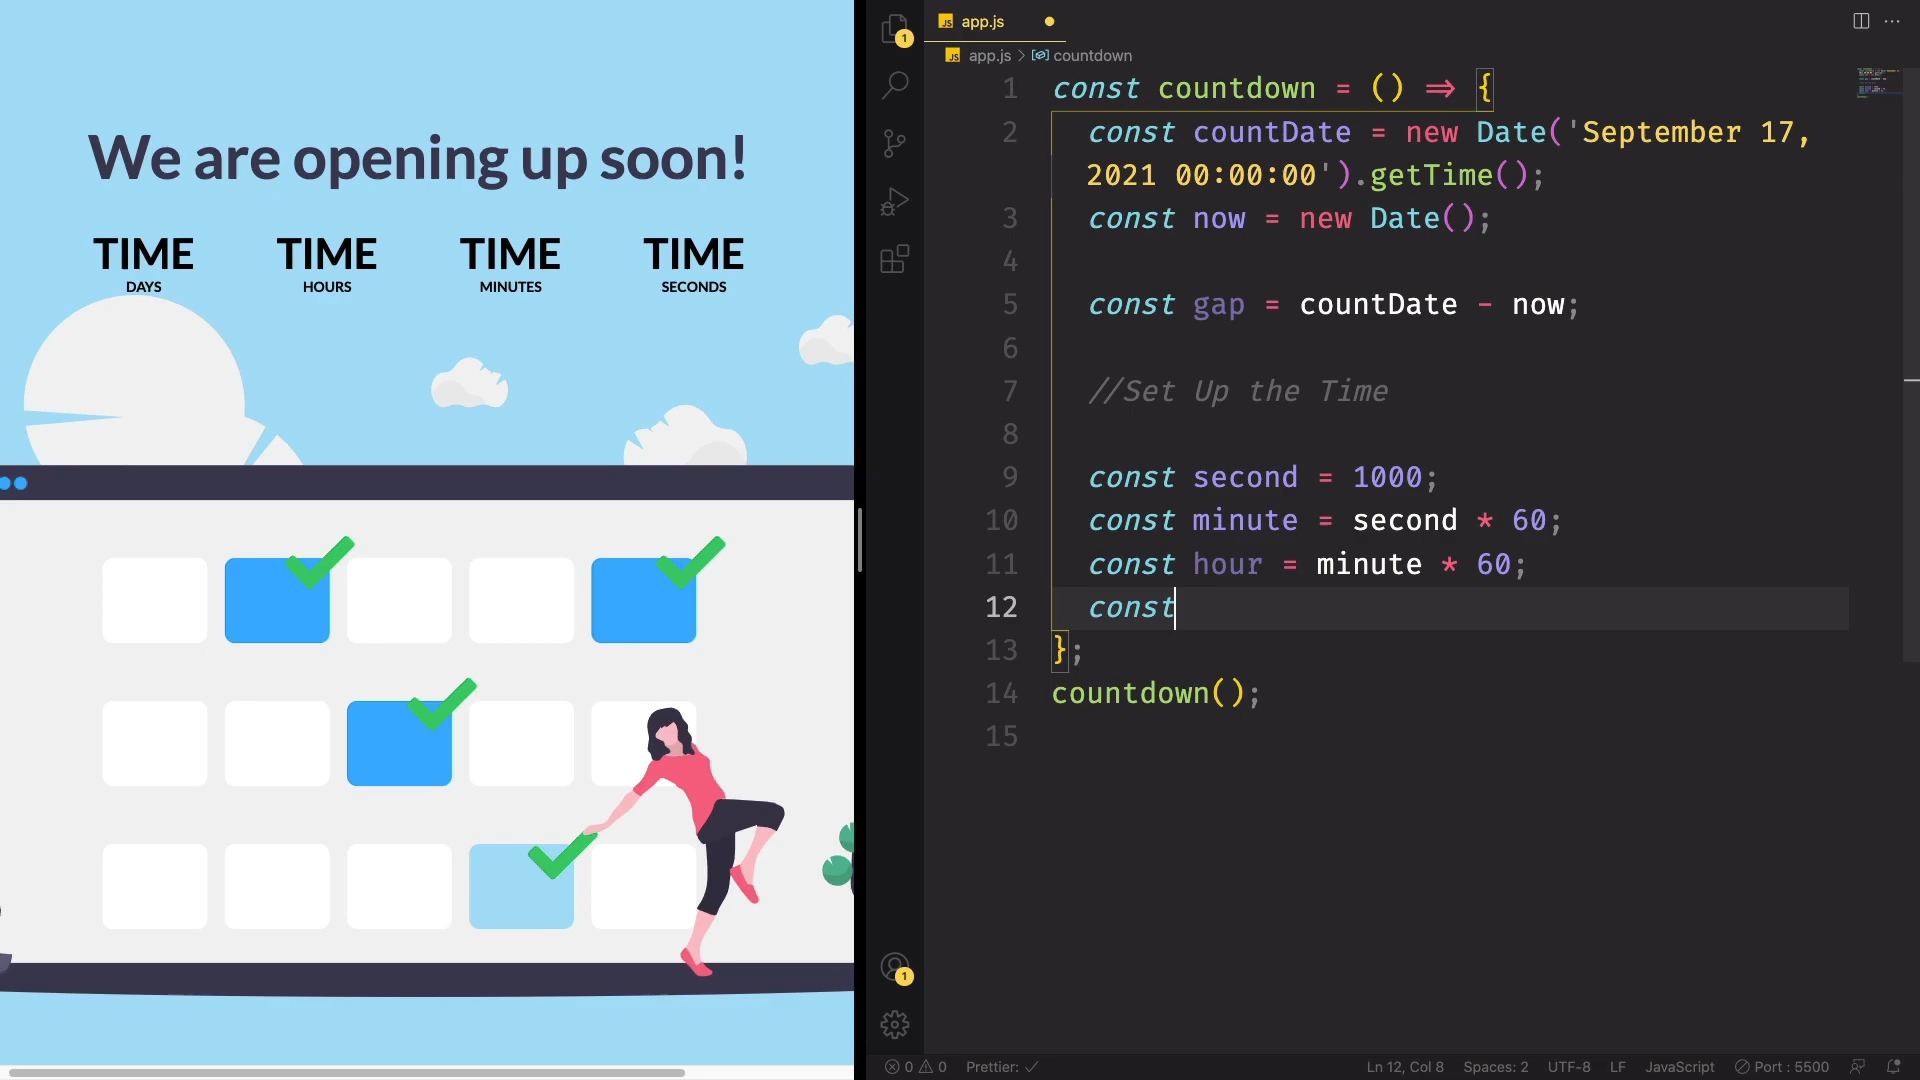 We are opening up soon!
TIME TIME TIME TIME
DAYS HOURS MINUTES SECONDS
1
1
JS app.js
JS app.js > countdown
1 const countdown = () => {
2 const countDate = new Date('September 17,
2021 00:00:00').getTime();
3 const now = new Date();
4
5 const gap = countDate - now;
6
7 //Set Up the Time
8
9 const second = 1000;
10 const minute = second * 60;
11 const hour = minute * 60;
12 const
13 };
14 countdown();
15
0 0 Prettier: ✓ Ln 12, Col 8 Spaces: 2 UTF-8 LF JavaScript Port : 5500